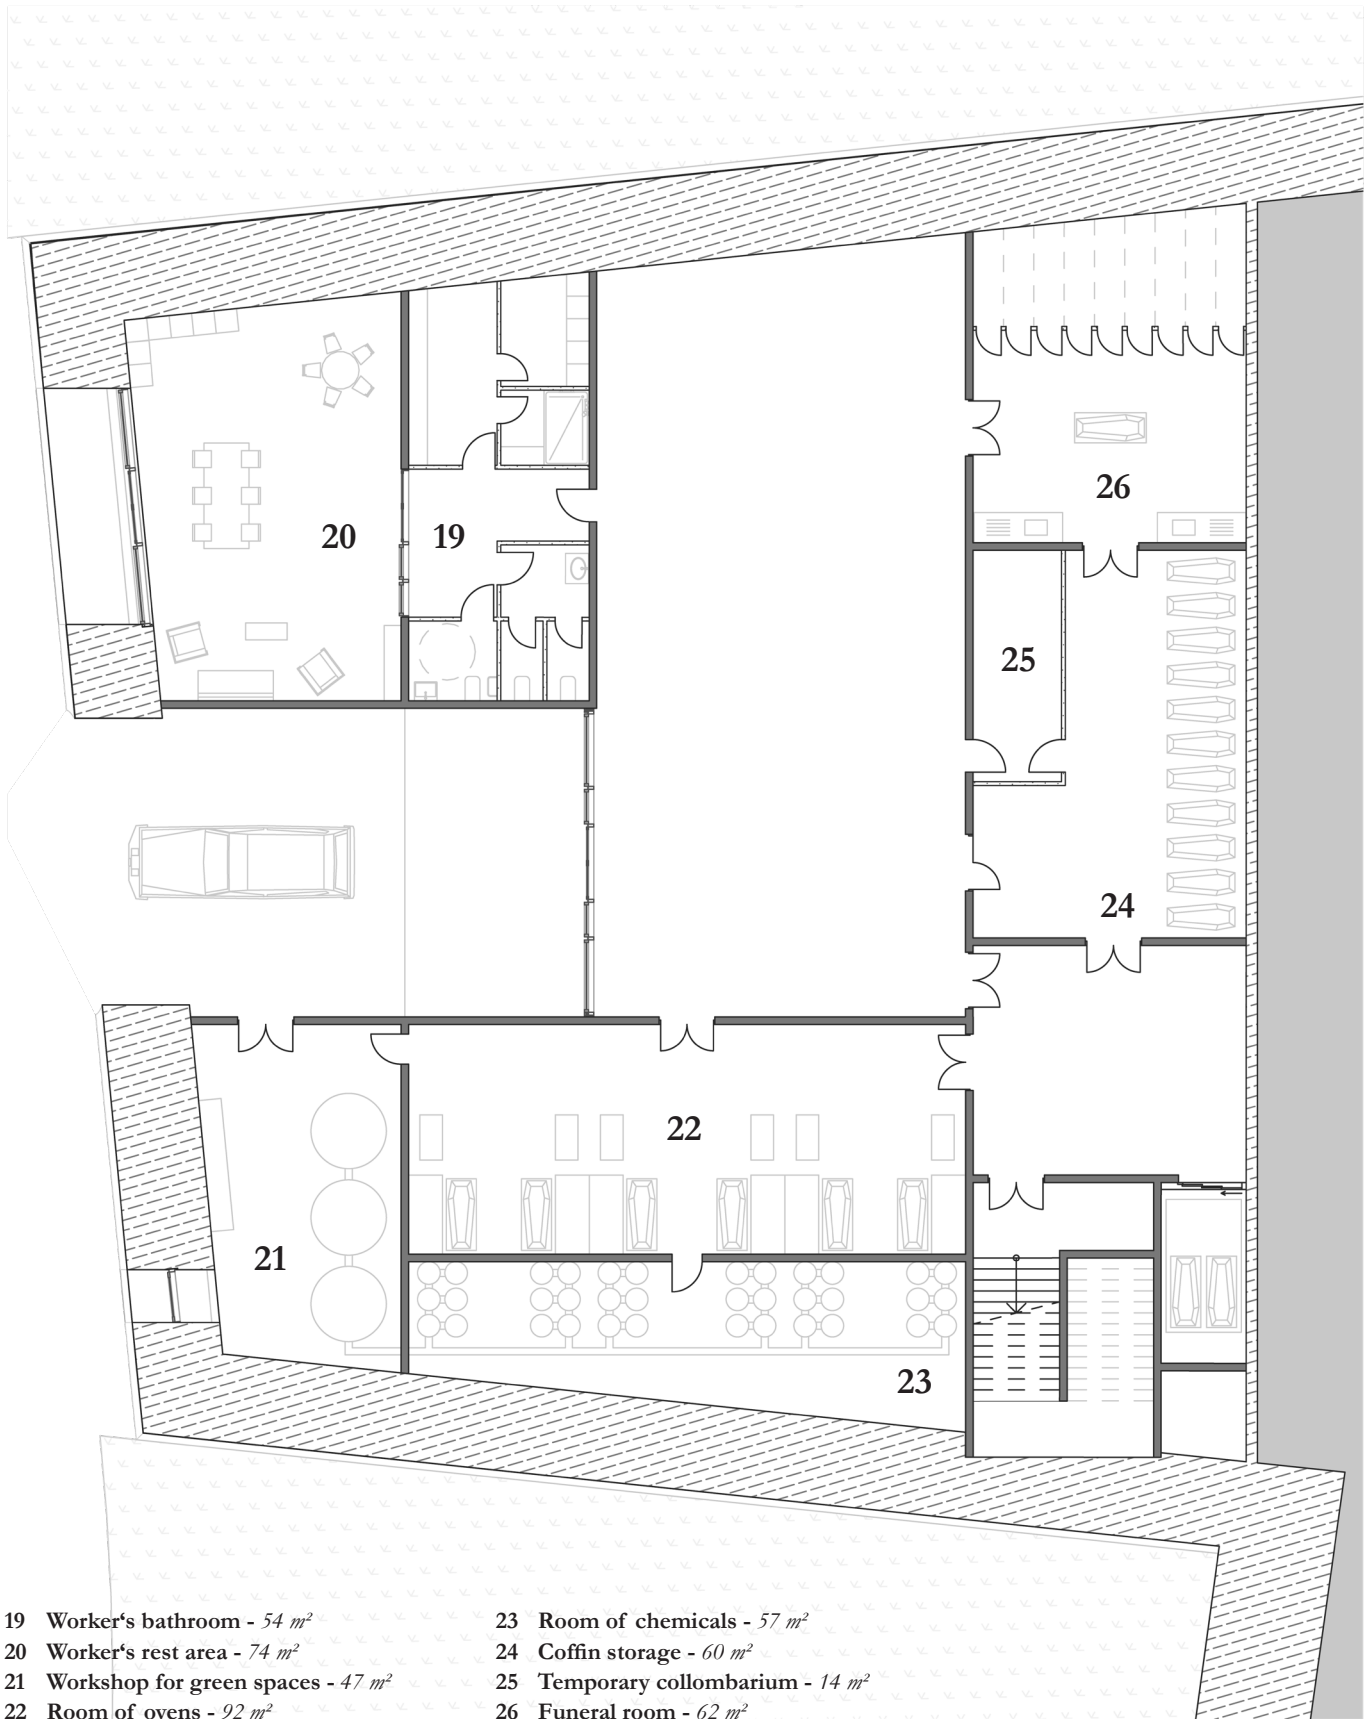 26
20
19
25
24
22
21
23
19 Worker‘s bathroom - 54 m²
20 Worker‘s rest area - 74 m²
21 Workshop for green spaces - 47 m²
22 Room of ovens - 92 m²
23 Room of chemicals - 57 m²
24 Coffin storage - 60 m²
25 Temporary collombarium - 14 m²
26 Funeral room - 62 m²